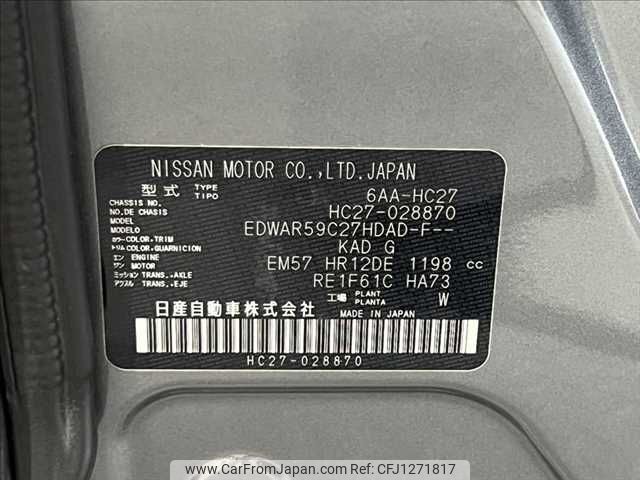 NISSAN MOTOR CO.,LTD.JAPAN
型式 TYPE TIPO 6AA-HC27
CHASSIS NO. NO.DE CHASIS HC27-028870
MODEL MODELO EDWAR59C27HDAD-F--
カラー COLOR,TRIM トリム COLOR,GUARNICION KAD G
エンジン ENGINE MOTOR EM57 HR12DE 1198 cc
ミッション TRANS.,AXLE アクスル TRANS.,EJE RE1F61C HA73
工場 PLANT PLANTA W
日産自動車株式会社
HC27-028870
www.carfromjapan.com
© Car From Japan - CFJ1271817